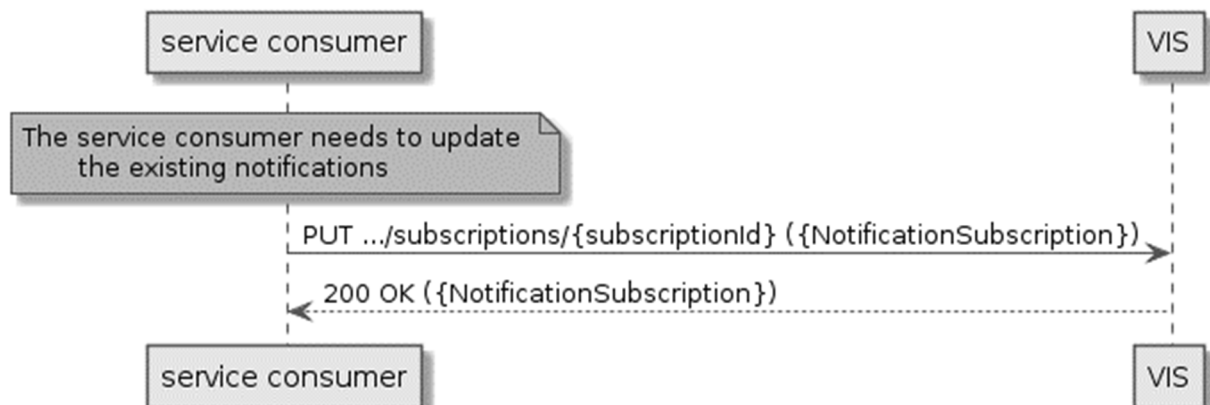 service consumer
VIS
The service consumer needs to update
the existing notifications
PUT .../subscriptions/{subscriptionId} ({NotificationSubscription})
200 OK ({NotificationSubscription})
service consumer
VIS